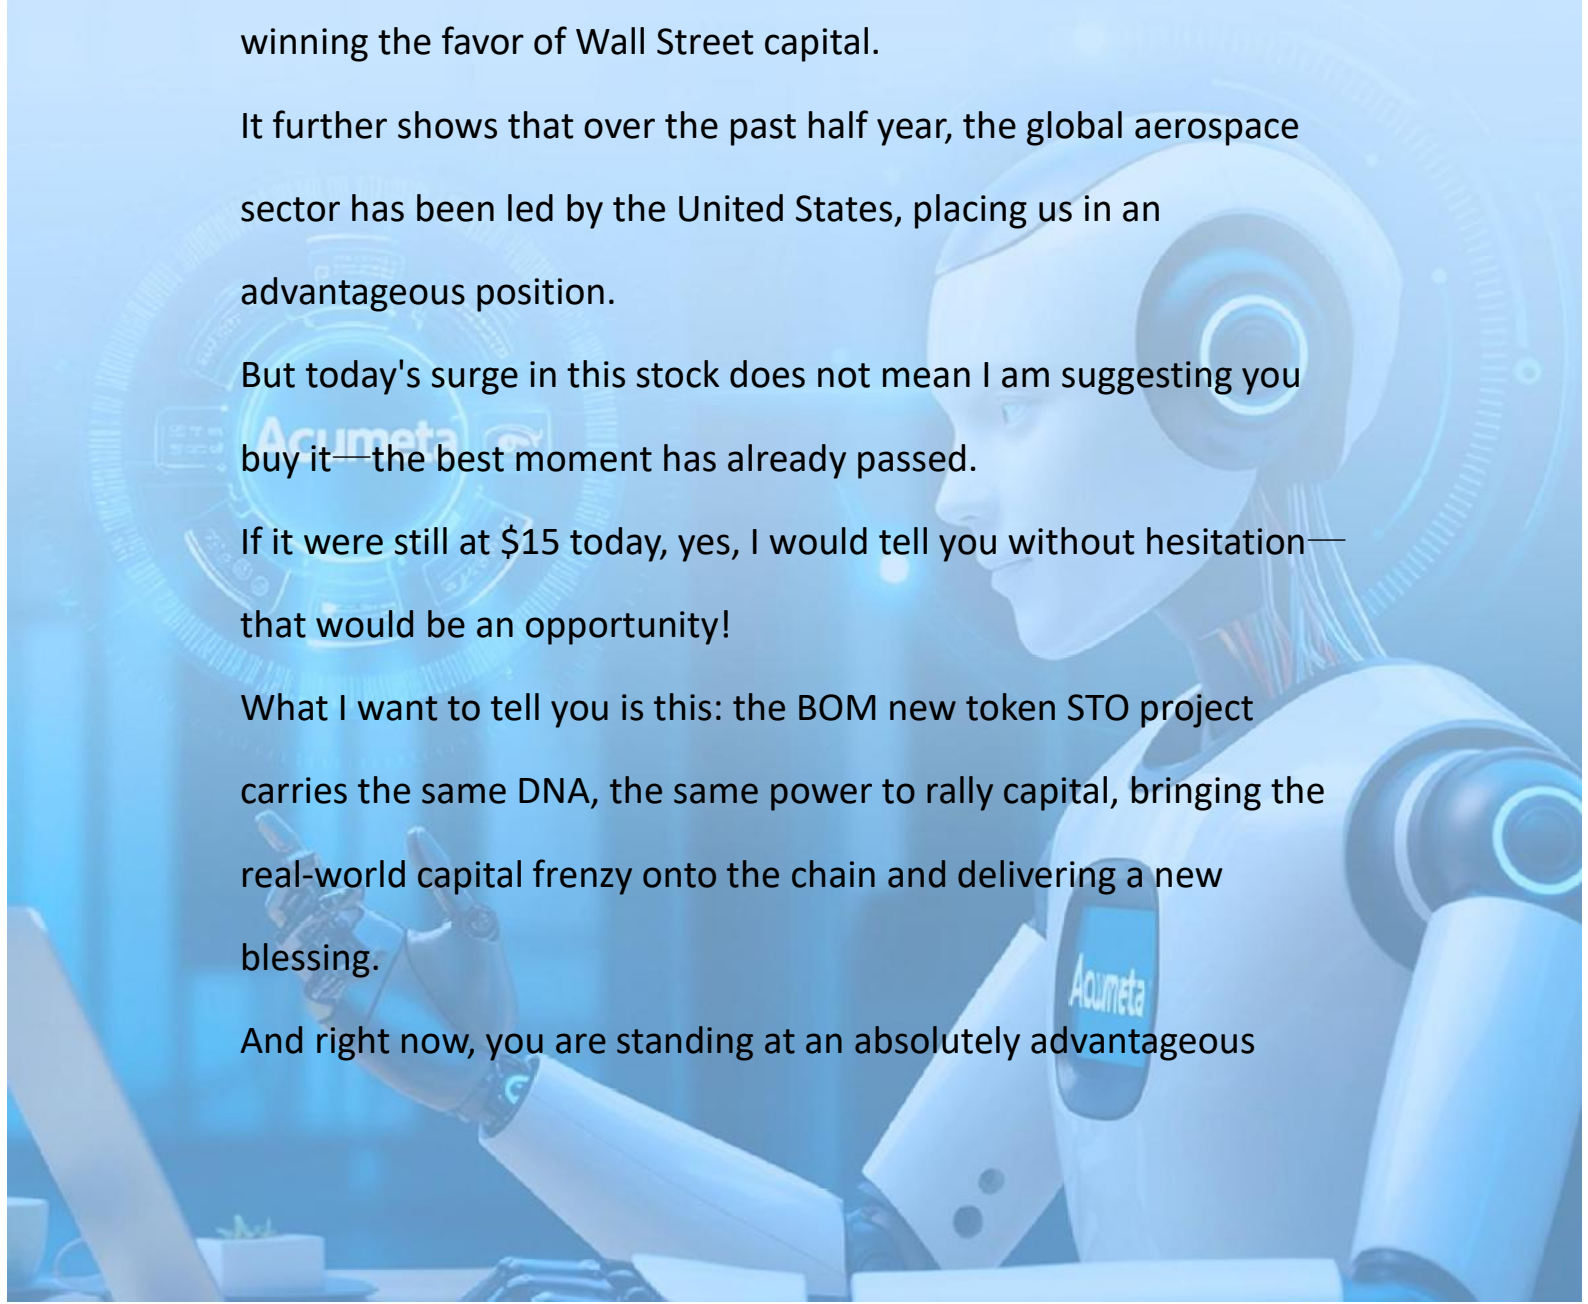 winning the favor of Wall Street capital.
It further shows that over the past half year, the global aerospace
sector has been led by the United States, placing us in an
advantageous position.
But today's surge in this stock does not mean I am suggesting you
Acumeta
buy it—the best moment has already passed.
If it were still at $15 today, yes, I would tell you without hesitation—
that would be an opportunity!
What I want to tell you is this: the BOM new token STO project
carries the same DNA, the same power to rally capital, bringing the
real-world capital frenzy onto the chain and delivering a new
blessing.
Acumeta
And right now, you are standing at an absolutely advantageous